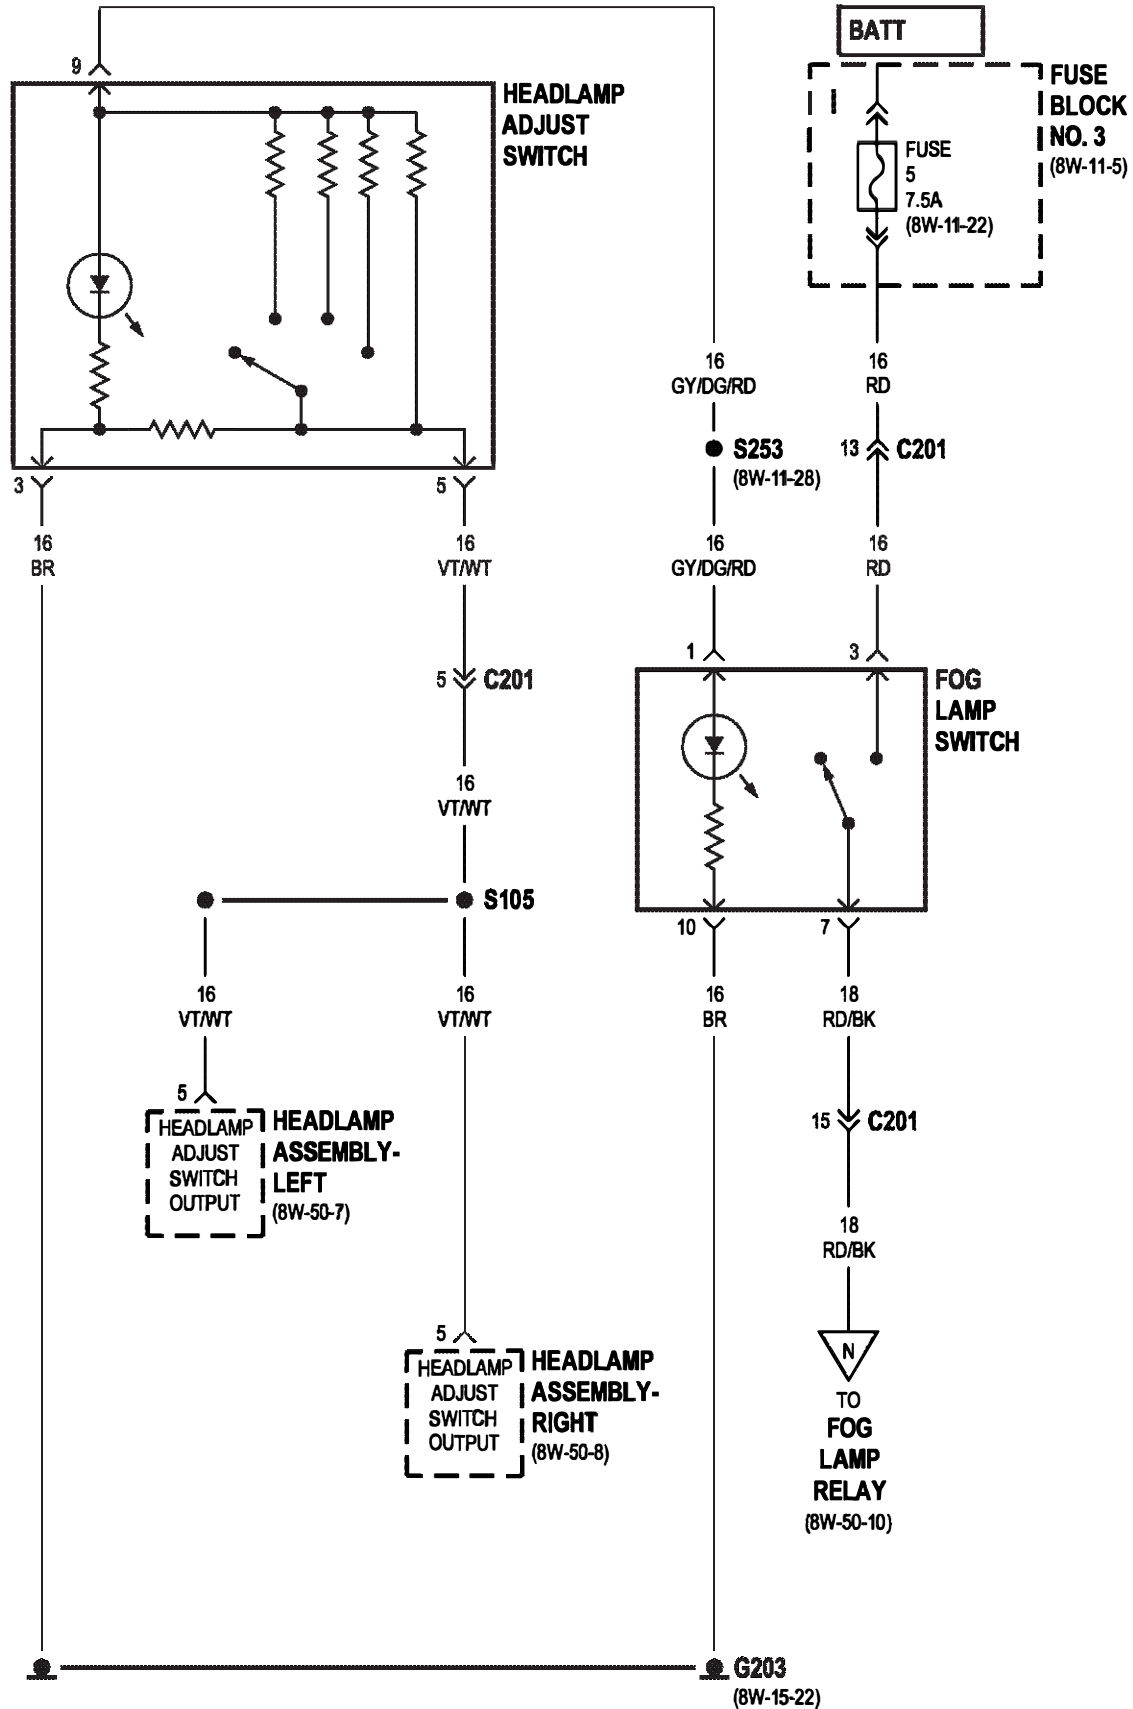 BATT
9
HEADLAMP
ADJUST
SWITCH
FUSE
BLOCK
NO. 3
(8W-11-5)
FUSE
5
7.5A
(8W-11-22)
16
GY/DG/RD
16
RD
S253
(8W-11-28)
13
C201
3
5
16
BR
16
VT/WT
16
GY/DG/RD
16
RD
5
C201
1
3
FOG
LAMP
SWITCH
16
VT/WT
S105
10
7
16
VT/WT
16
VT/WT
16
BR
18
RD/BK
5
HEADLAMP
ADJUST
SWITCH
OUTPUT
HEADLAMP
ASSEMBLY-
LEFT
(8W-50-7)
15
C201
18
RD/BK
5
HEADLAMP
ADJUST
SWITCH
OUTPUT
HEADLAMP
ASSEMBLY-
RIGHT
(8W-50-8)
N
TO
FOG
LAMP
RELAY
(8W-50-10)
G203
(8W-15-22)